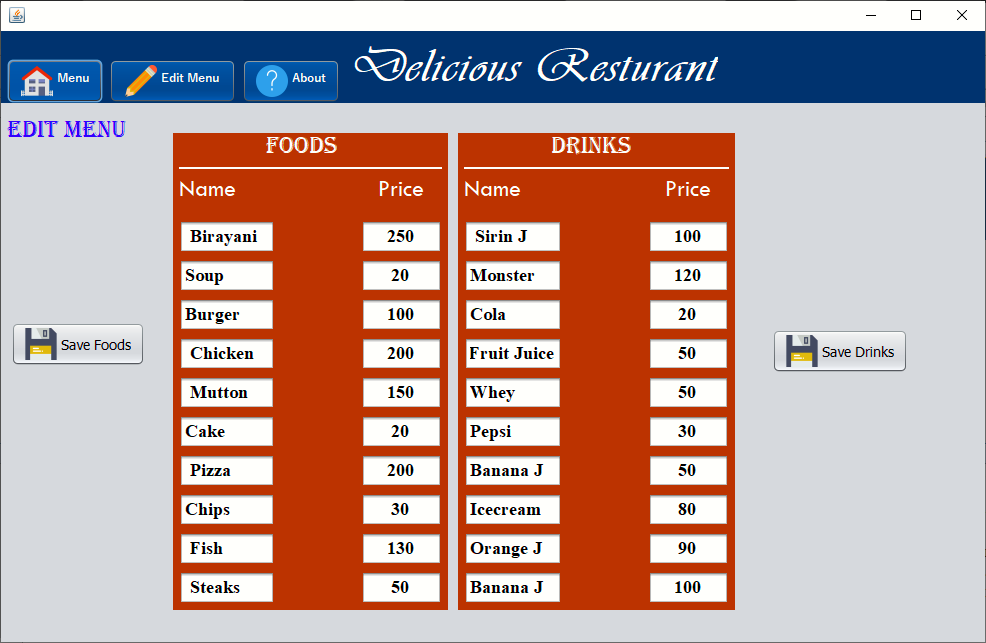 Delicious Resturant
Menu Edit Menu About
EDIT MENU
FOODS DRINKS
Name Price Name Price
Birayani 250 Sirin J 100
Soup 20 Monster 120
Burger 100 Cola 20
Chicken 200 Fruit Juice 50
Mutton 150 Whey 50
Cake 20 Pepsi 30
Pizza 200 Banana J 50
Chips 30 Icecream 80
Fish 130 Orange J 90
Steaks 50 Banana J 100
Save Foods
Save Drinks